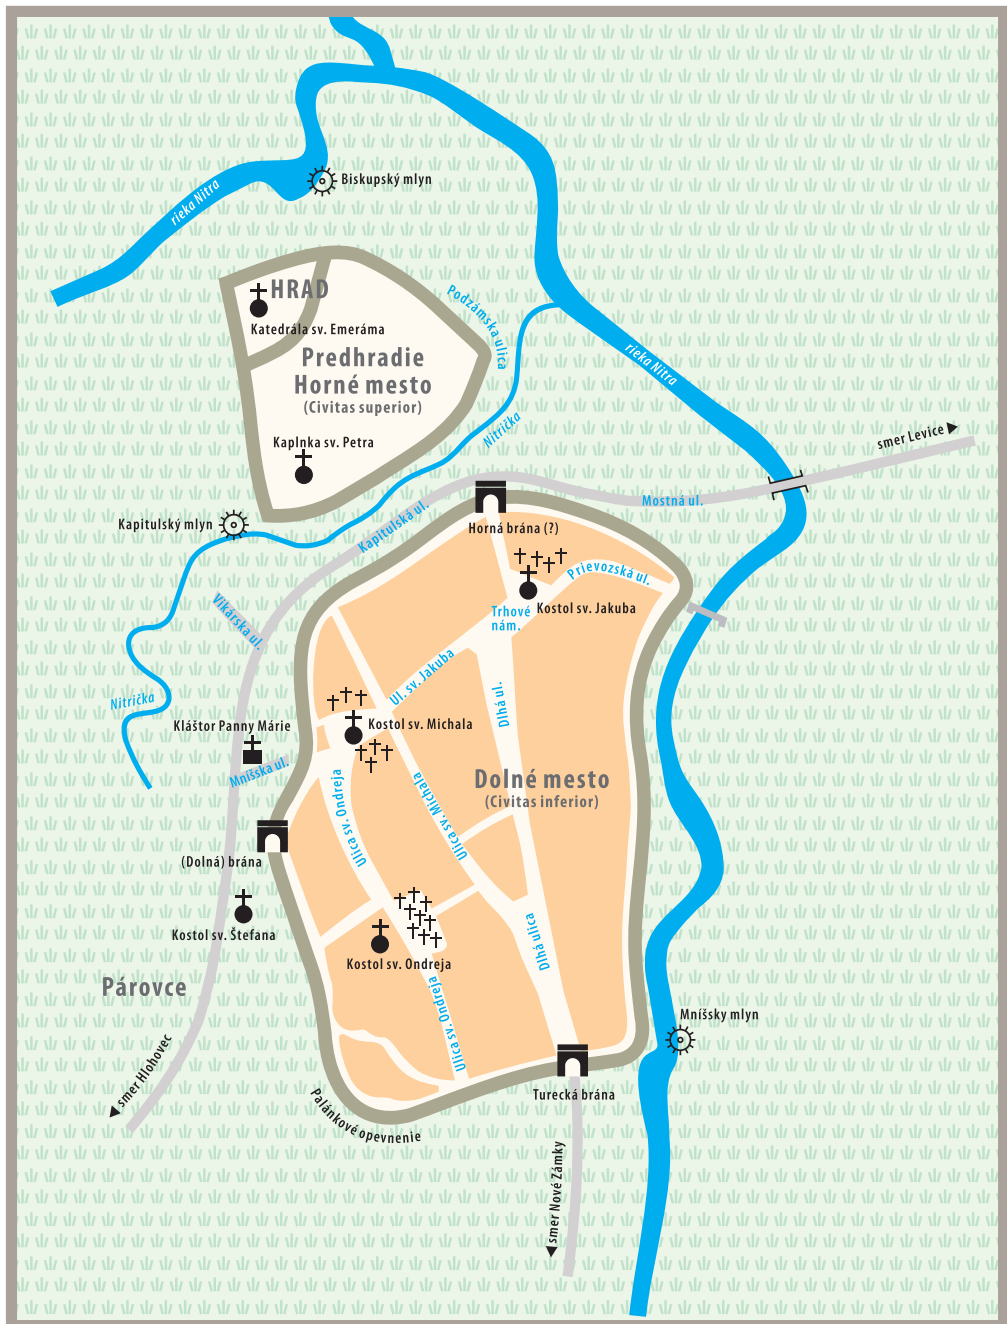 Biskupský mlyn
rieka Nitra
HRAD
Katedrála sv. Emeráma
Podzámska ulica
Predhradie
Horné mesto
(Civitas superior)
rieka Nitra
Nitrička
Kaplnka sv. Petra
smer Levice
Mostná ul.
Kapitulský mlyn
Kapitulská ul.
Horná brána (?)
Prievozská ul.
Kostol sv. Jakuba
Trhové
nám.
Vikárska ul.
Ul. sv. Jakuba
Nitrička
Dlhá ul.
Kláštor Panny Márie
Kostol sv. Michala
Mníšska ul.
Dolné mesto
(Civitas inferior)
Ulica sv. Ondreja
Ulica sv. Michala
(Dolná) brána
Kostol sv. Štefana
Dlhá ulica
Kostol sv. Ondreja
Párovce
Ulica sv. Ondreja
Mníšsky mlyn
smer Hlohovec
Turecká brána
Palánkové opevnenie
smer Nové Zámky